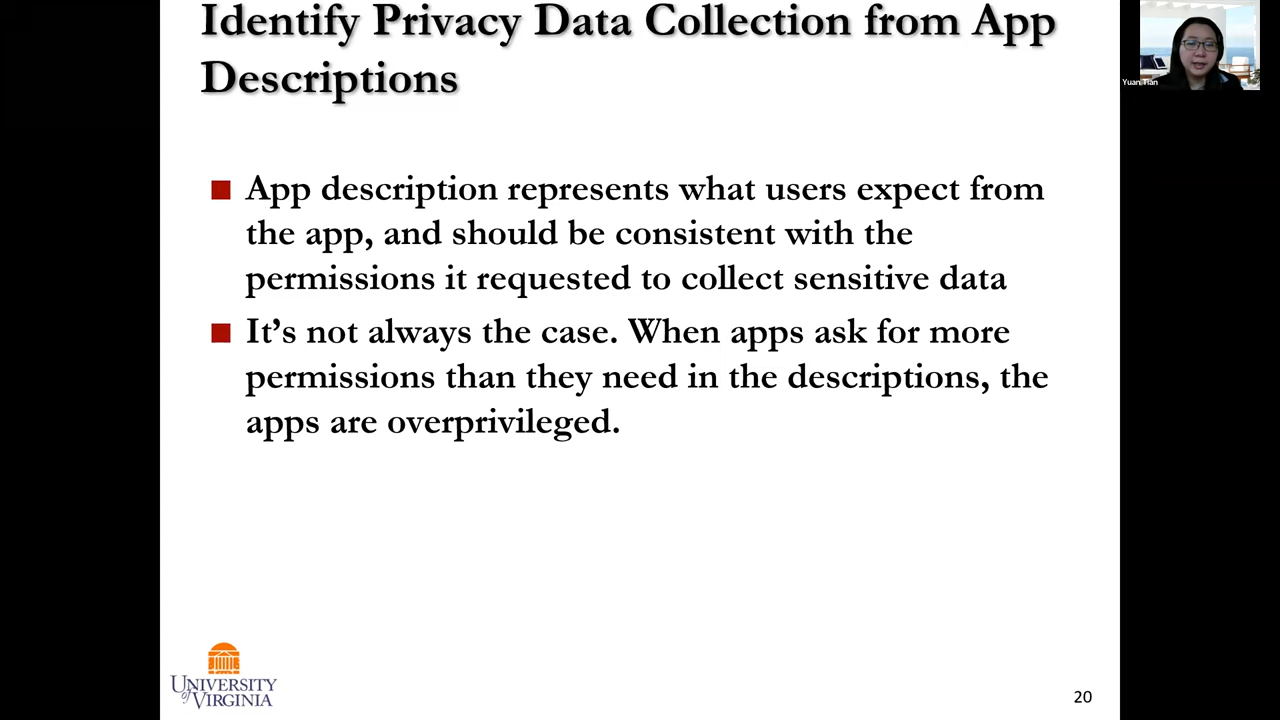 Identify Privacy Data Collection from App
Descriptions
Yuan Tian
App description represents what users expect from
the app, and should be consistent with the
permissions it requested to collect sensitive data
It’s not always the case. When apps ask for more
permissions than they need in the descriptions, the
apps are overprivileged.
UNIVERSITY
of VIRGINIA
20